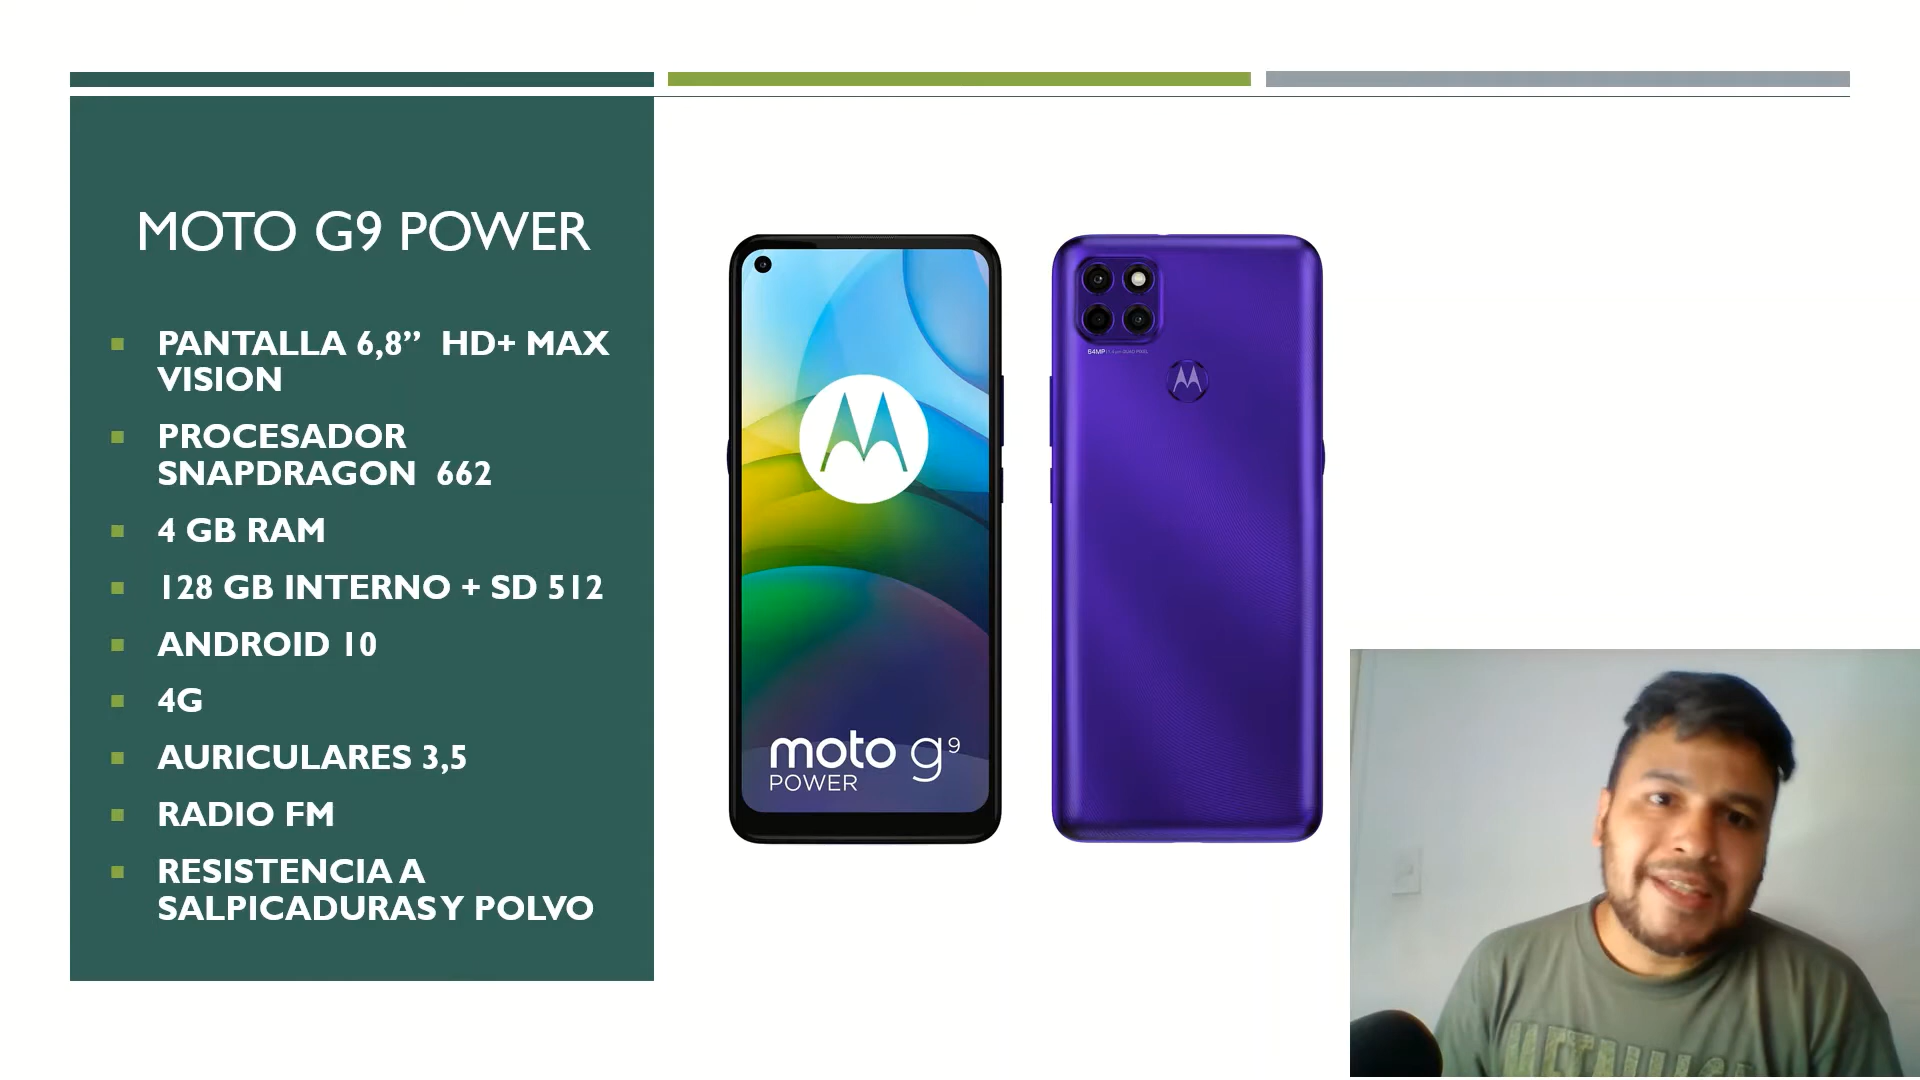 MOTO G9 POWER
PANTALLA 6,8” HD+ MAX
VISION
PROCESADOR
SNAPDRAGON 662
4 GB RAM
128 GB INTERNO + SD 512
ANDROID 10
4G
AURICULARES 3,5
RADIO FM
RESISTENCIA A
SALPICADURAS Y POLVO
moto g9
POWER
64MP